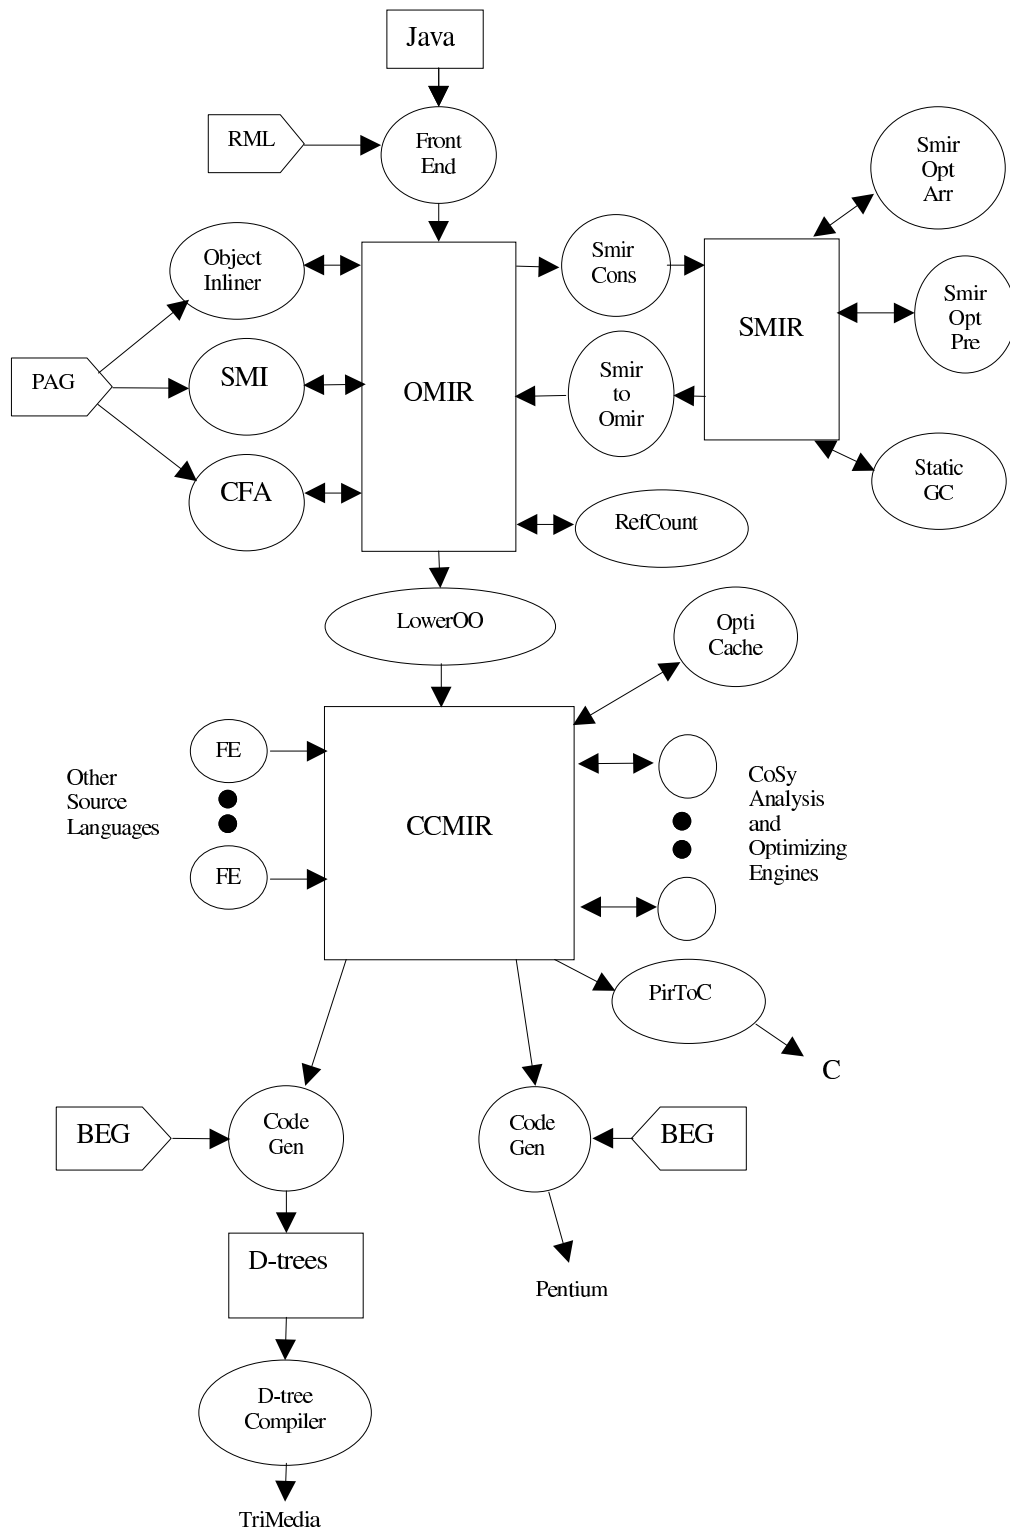 Java
RML
Front
End
Smir
Opt
Arr
Object
Inliner
Smir
Cons
SMIR
Smir
Opt
Pre
PAG
SMI
OMIR
Smir
to
Omir
CFA
Static
GC
RefCount
LowerOO
Opti
Cache
FE
Other
Source
Languages
FE
CCMIR
CoSy
Analysis
and
Optimizing
Engines
PirToC
C
BEG
Code
Gen
Code
Gen
BEG
D-trees
Pentium
D-tree
Compiler
TriMedia